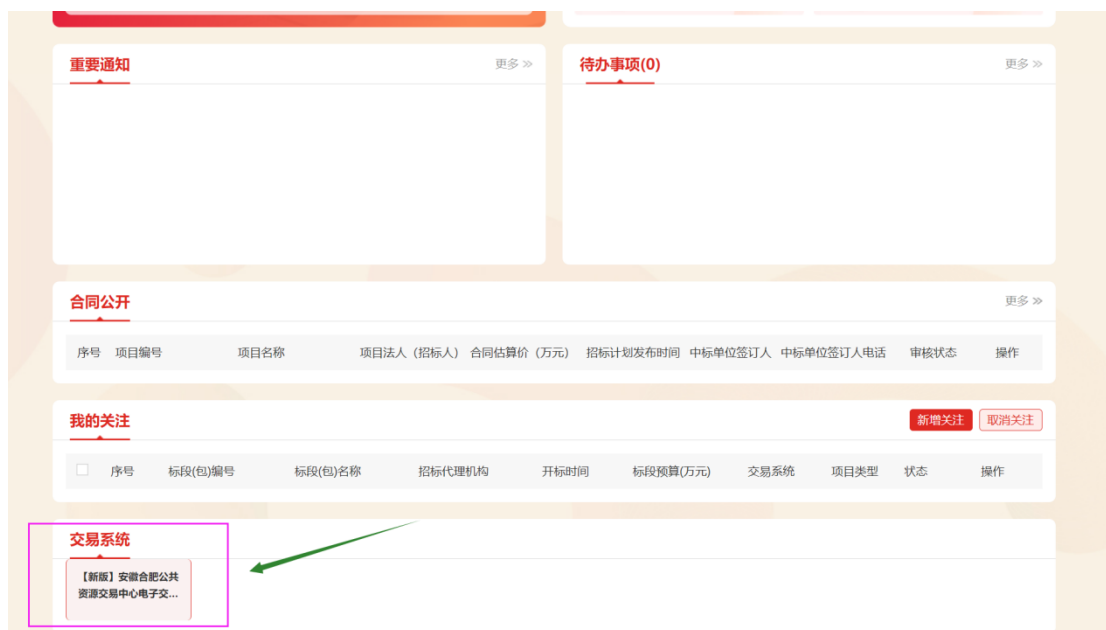 重要通知 更多
待办事项(0) 更多
合同公开 更多
序号 项目编号 项目名称 项目法人（招标人） 合同估算价（万元） 招标计划发布时间 中标单位签订人 中标单位签订人电话 审核状态 操作
我的关注 新增关注 取消关注
序号 标段(包)编号 标段(包)名称 招标代理机构 开标时间 标段预算(万元) 交易系统 项目类型 状态 操作
交易系统
【新版】安徽合肥公共
资源交易中心电子交...